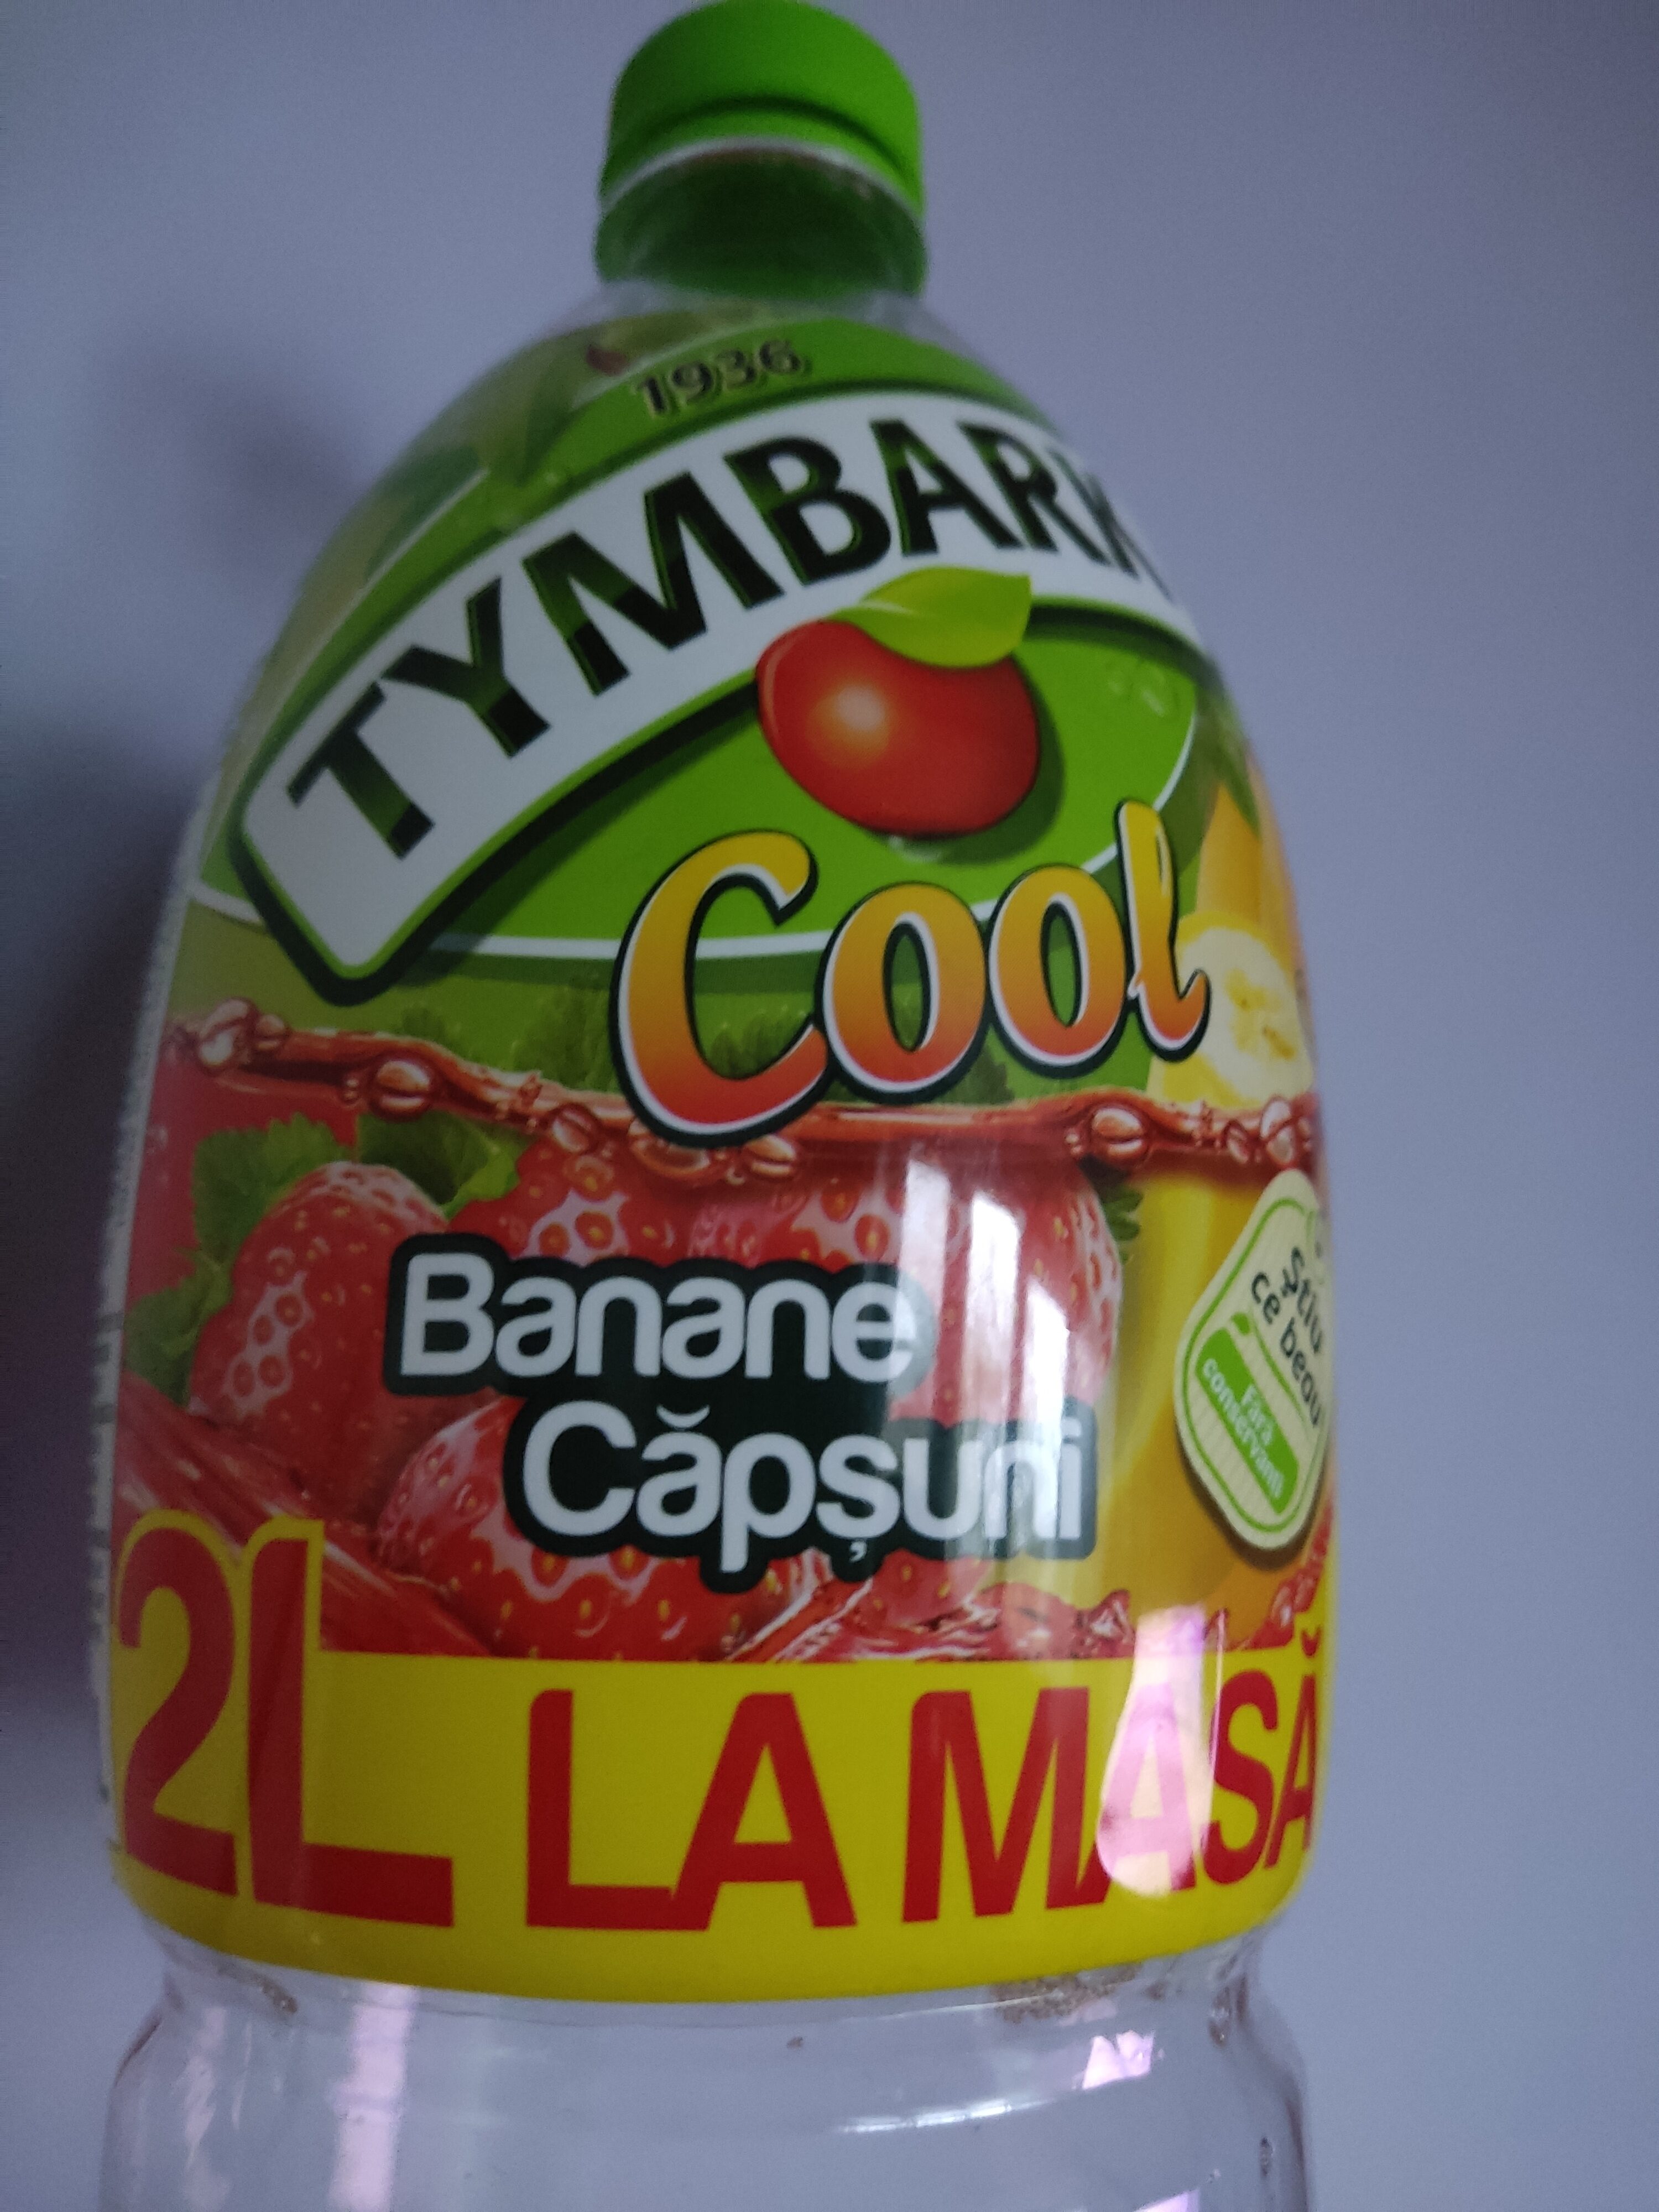 1936
TYMBARK
Cool
Banane
Căpșuni
Știu
ce beau
Fără
conservanți
2L LA MASĂ